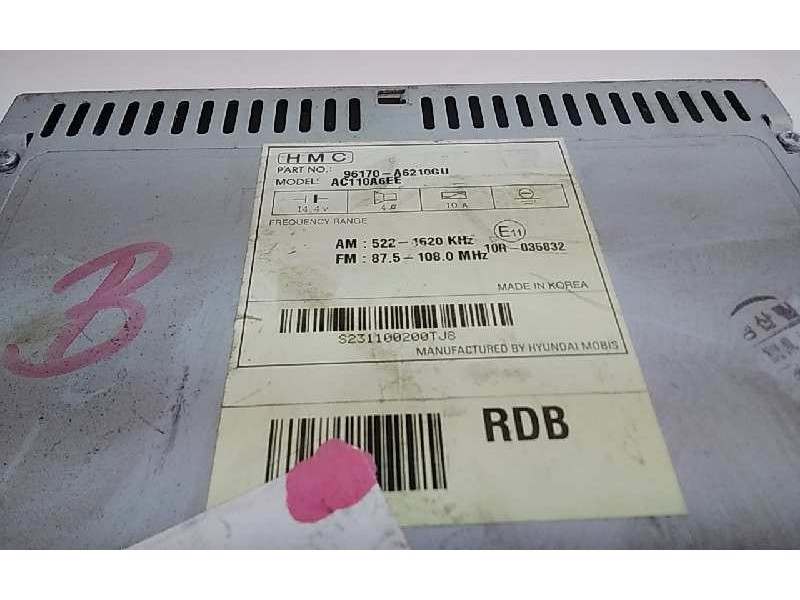 HMC
PART NO.: 96170-A6210GU
MODEL: AC110A6EE
14.4V 4Ω 10A
FREQUENCY RANGE
AM : 522-1620 KHz
E11
10R-035832
FM : 87.5-108.0 MHz
MADE IN KOREA
S231100200TJ8
MANUFACTURED BY HYUNDAI MOBIS
RDB
B